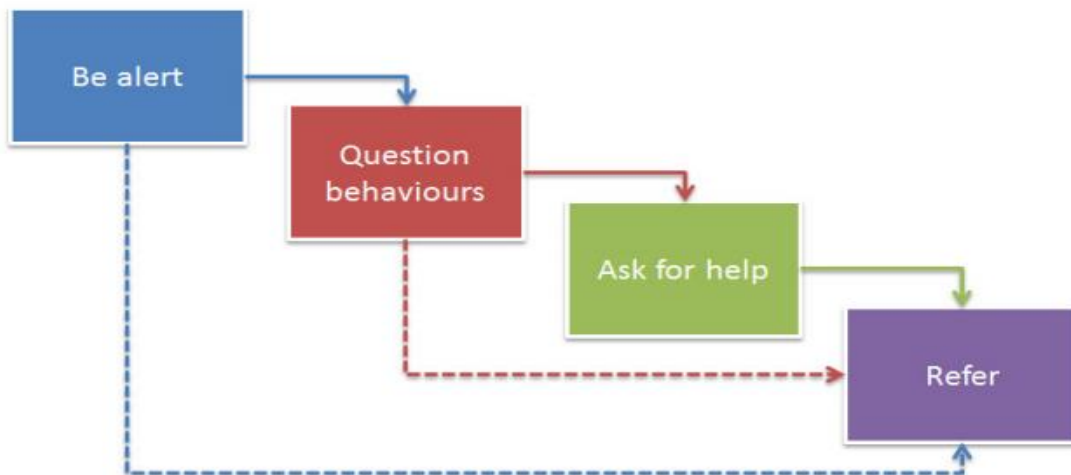 Be alert
Question
behaviours
Ask for help
Refer